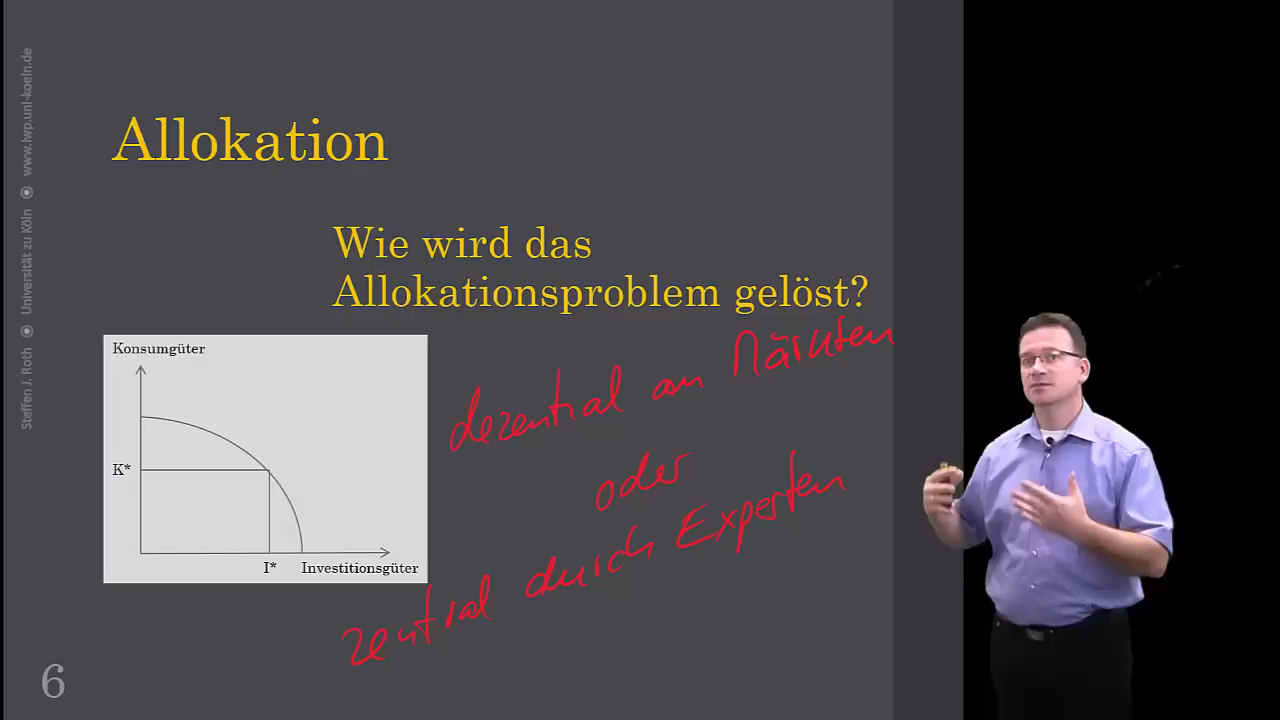 Allokation
Wie wird das
Allokationsproblem gelöst?
Konsumgüter
K*
I*
Investitionsgüter
dezentral an Märkten
oder
zentral durch Experten
Steffen J. Roth ◉ Universität zu Köln ◉ www.iwp.uni-koeln.de
6